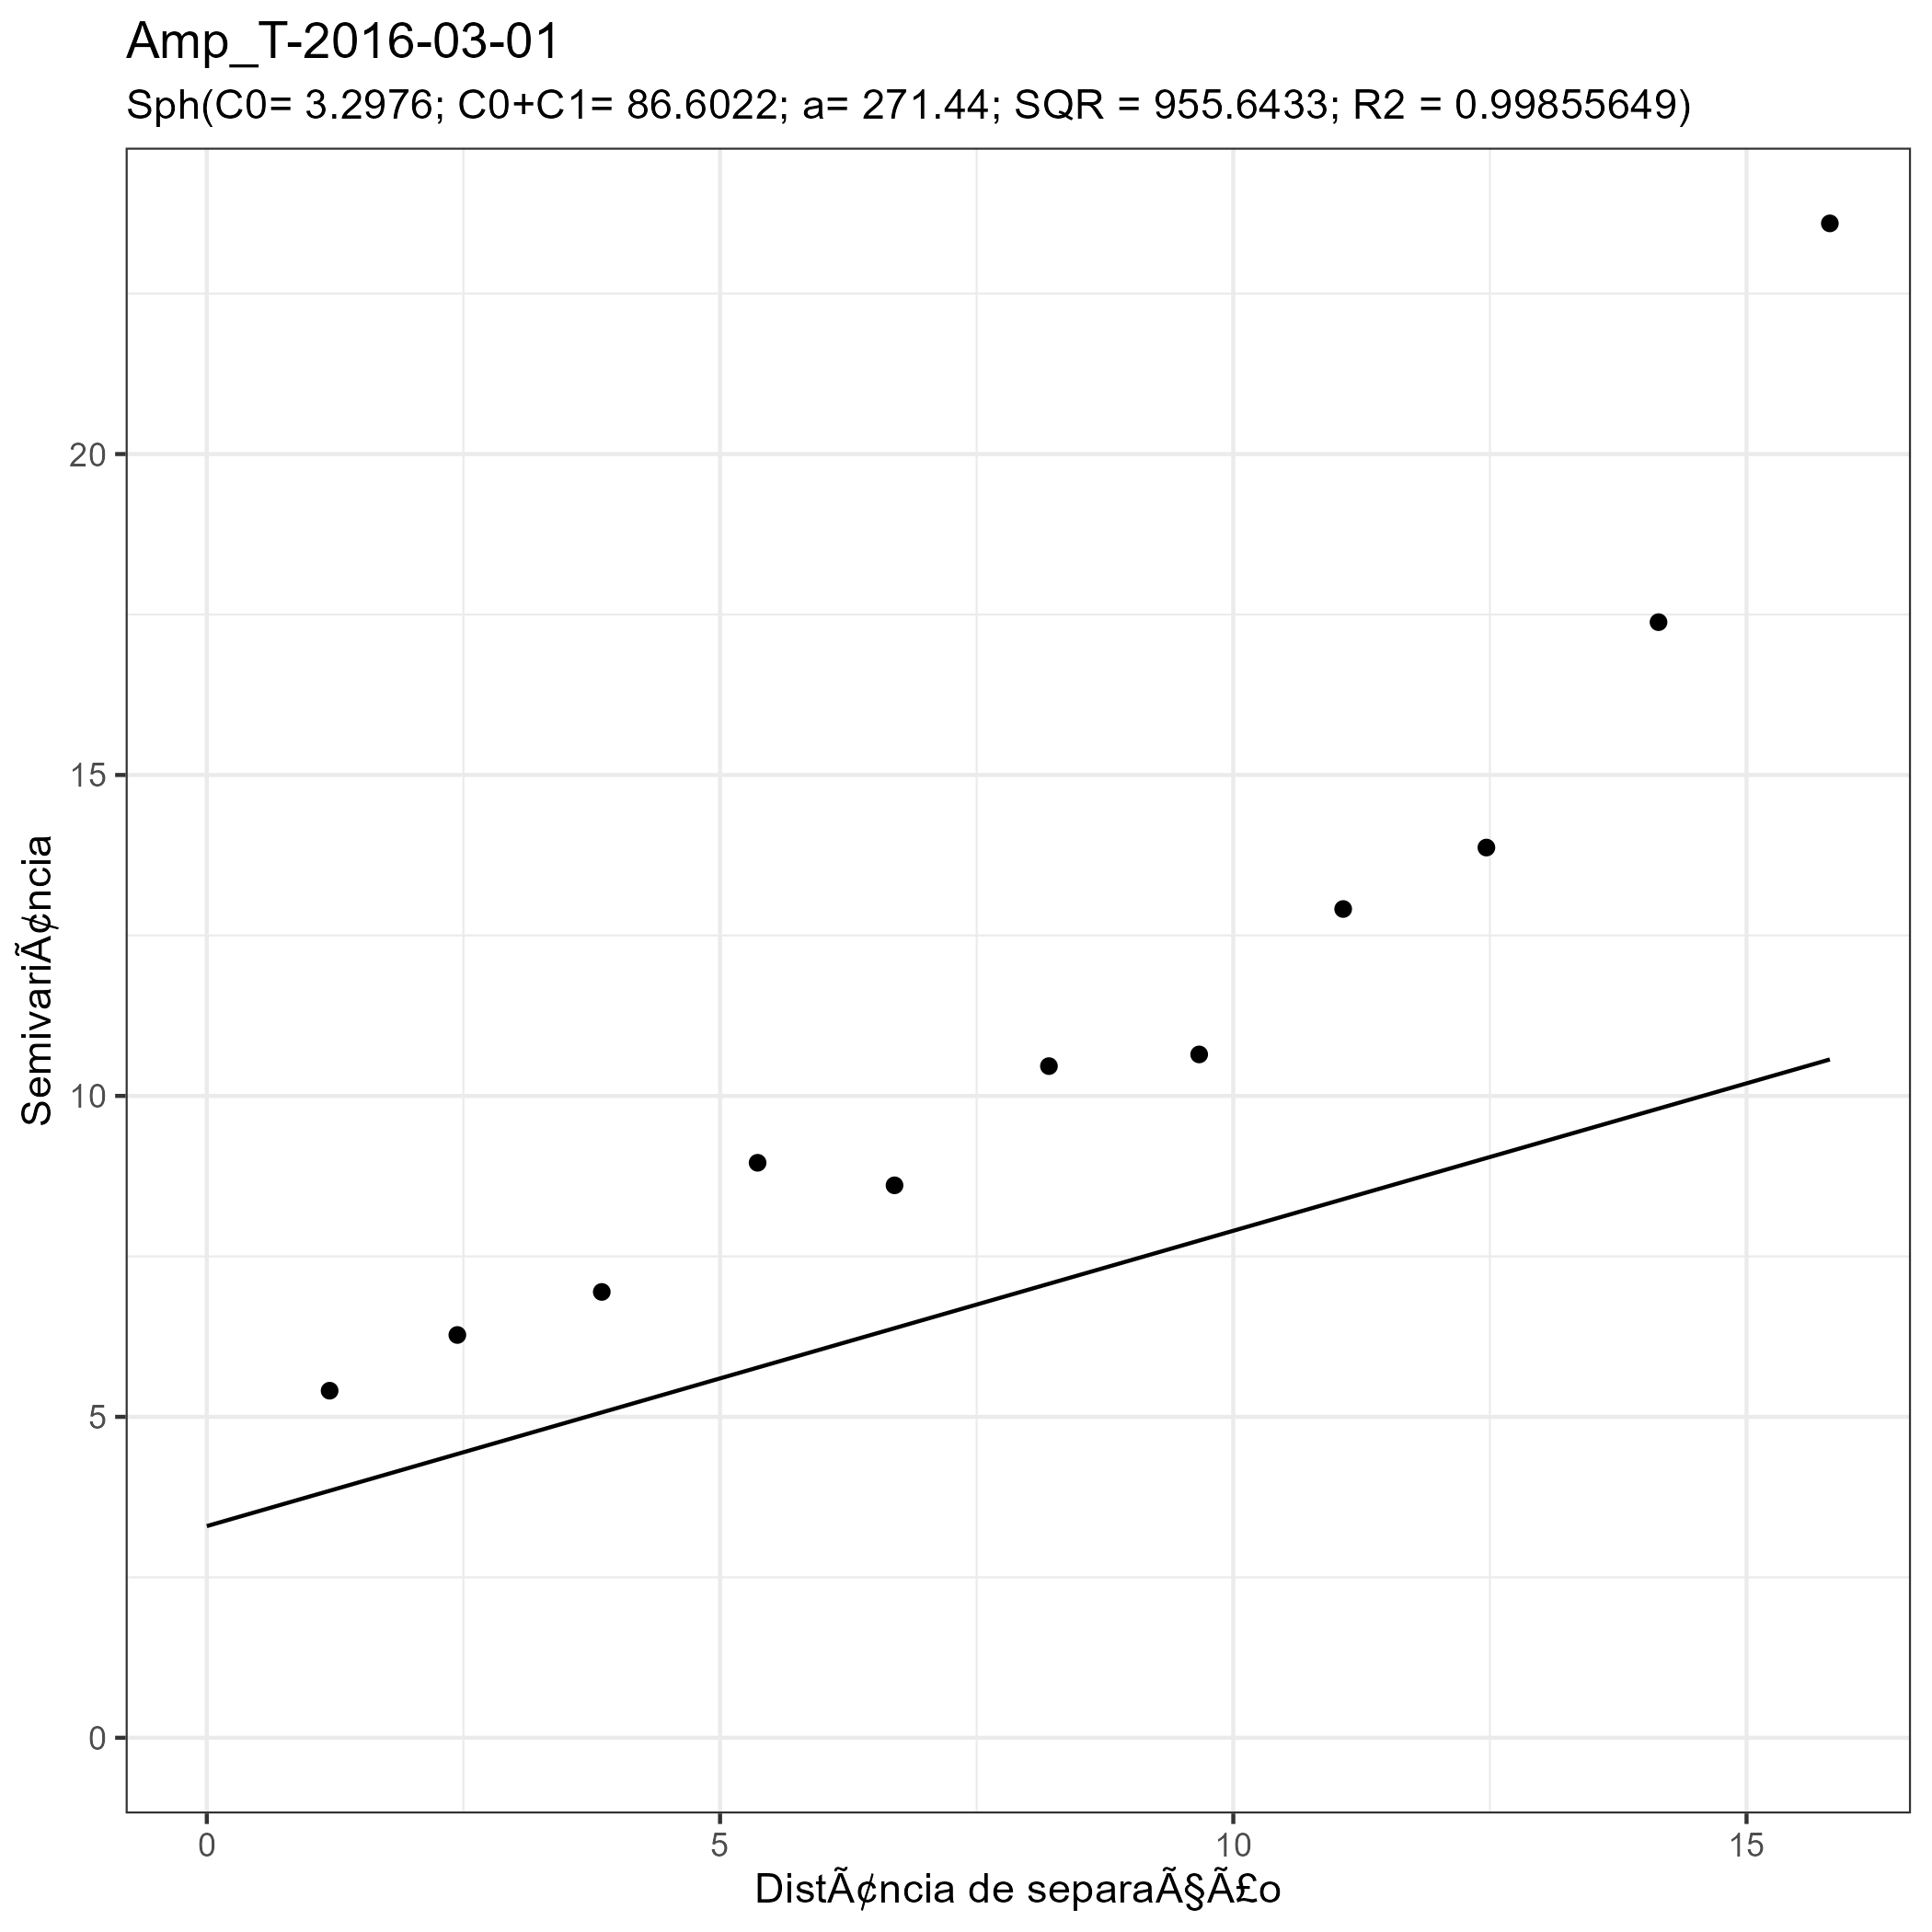 Amp_T-2016-03-01
Sph(C0= 3.2976; C0+C1= 86.6022; a= 271.44; SQR = 955.6433; R2 = 0.99855649)
20
15
10
5
0
SemivariÃ¢ncia
0 5 10 15
DistÃ¢ncia de separaÃ§Ã£o